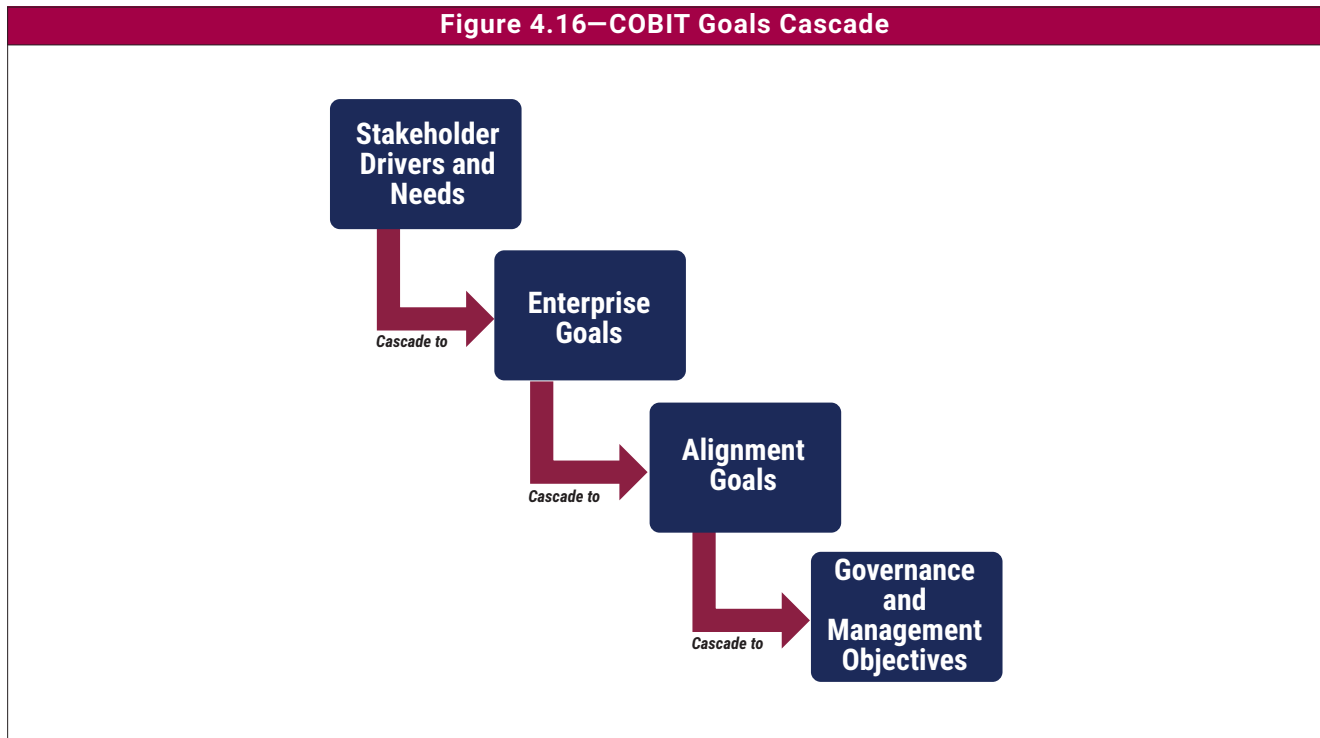 Figure 4.16—COBIT Goals Cascade
Stakeholder
Drivers and
Needs
Cascade to
Enterprise
Goals
Cascade to
Alignment
Goals
Cascade to
Governance
and
Management
Objectives